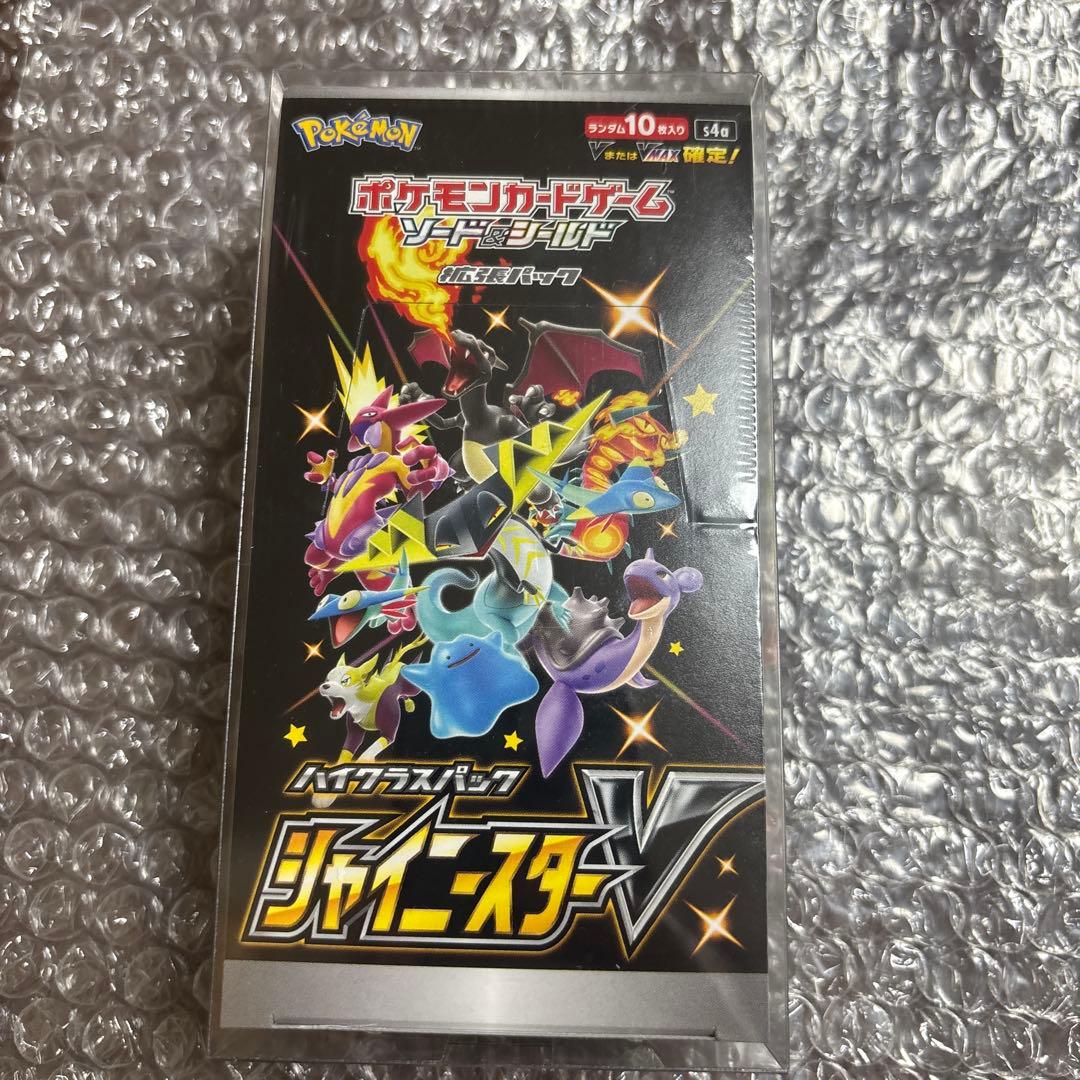 POKéMON
ランダム10枚入り s4a
VまたはVMAX確定!
ポケモンカードゲーム
ソード&シールド
拡張パック
ハイクラスパック
シャイニースターV